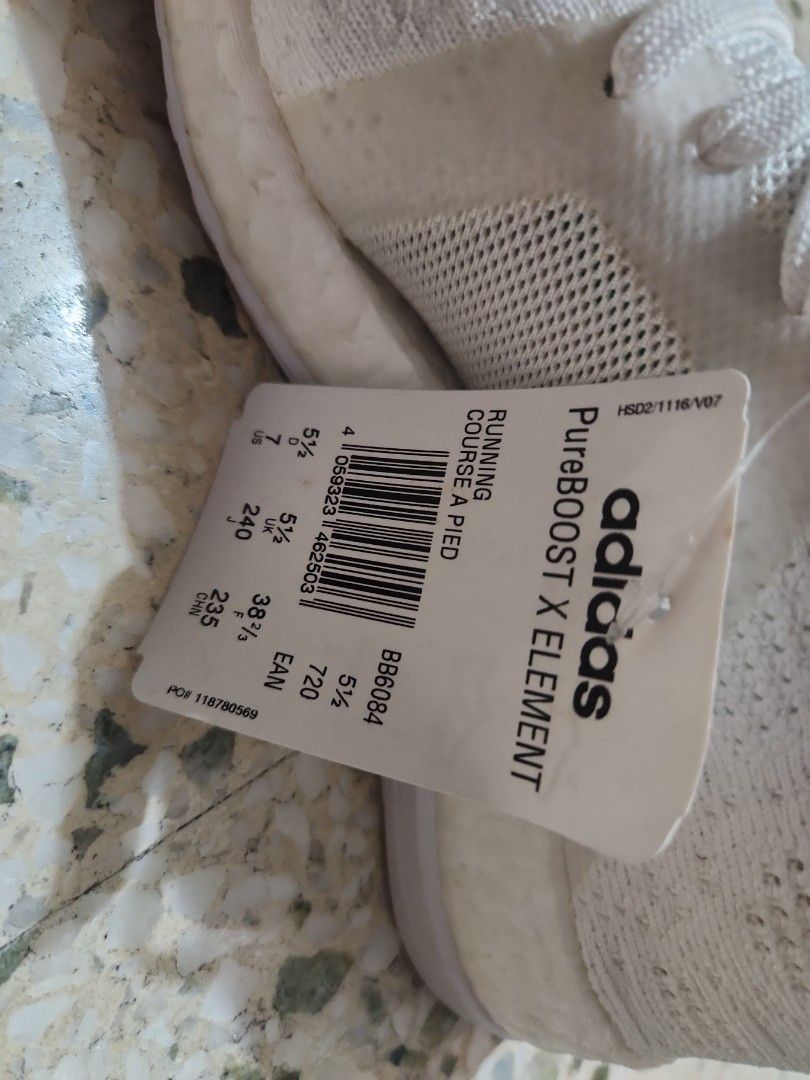 HSD2/1116/V07
adidas
PureBOOST X ELEMENT
RUNNING
COURSE A PIED
BB6084
5½
720
EAN
4 059323 462503
5½ 5½ 38⅔
D UK F
7 240 235
US J CHN
PO# 118780569